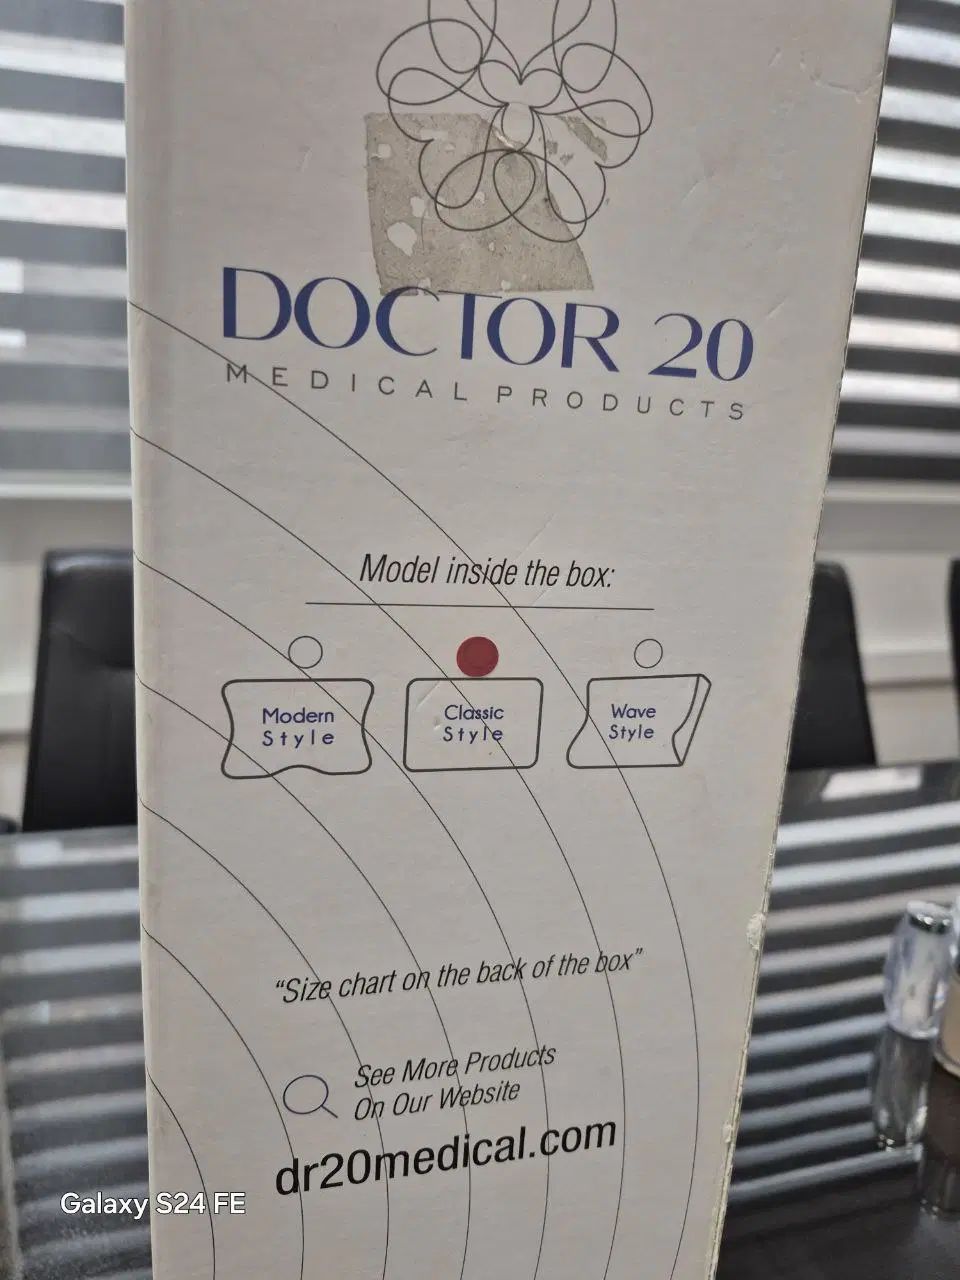 DOCTOR 20
MEDICAL PRODUCTS
Model inside the box:
Modern
Style
Classic
Style
Wave
Style
“Size chart on the back of the box”
See More Products
On Our Website
dr20medical.com
Galaxy S24 FE